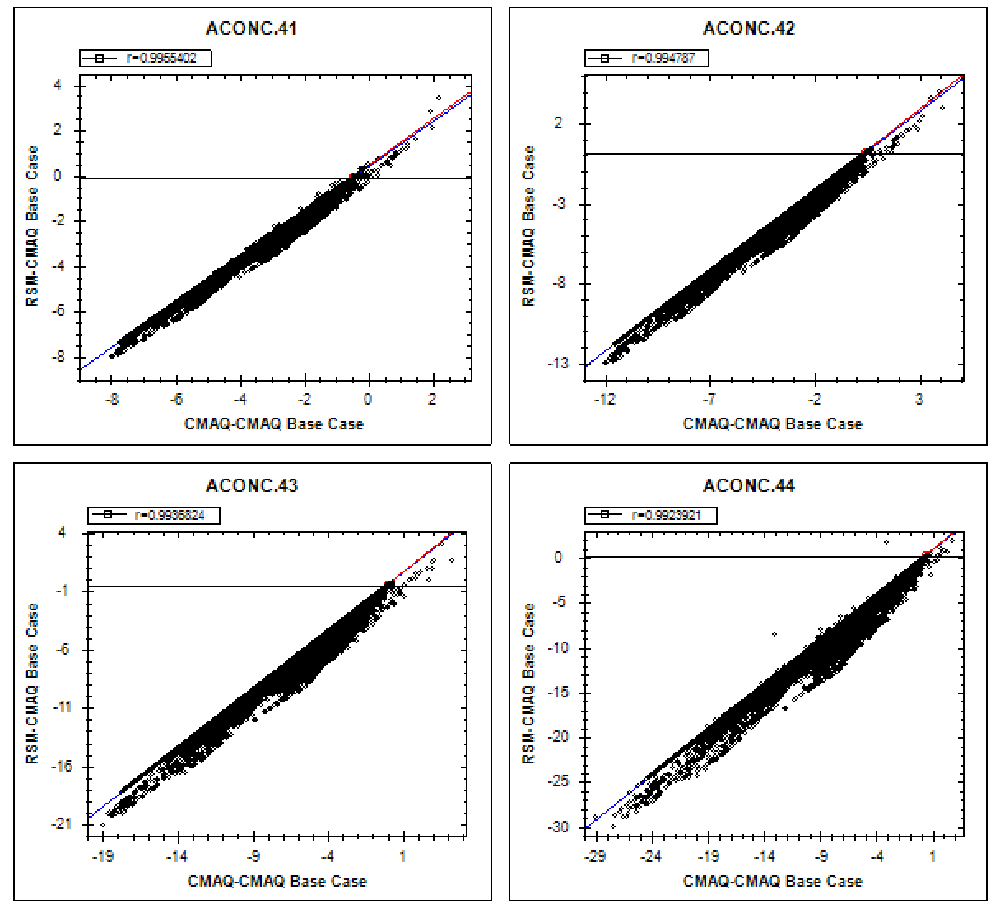 ACONC.41
r=0.9955402
4
2
0
-2
-4
-6
-8
RSM-CMAQ Base Case
-8 -6 -4 -2 0 2
CMAQ-CMAQ Base Case
ACONC.42
r=0.994787
2
-3
-8
-13
RSM-CMAQ Base Case
-12 -7 -2 3
CMAQ-CMAQ Base Case
ACONC.43
r=0.9936824
4
-1
-6
-11
-16
-21
RSM-CMAQ Base Case
-19 -14 -9 -4 1
CMAQ-CMAQ Base Case
ACONC.44
r=0.9923921
0
-5
-10
-15
-20
-25
-30
RSM-CMAQ Base Case
-29 -24 -19 -14 -9 -4 1
CMAQ-CMAQ Base Case